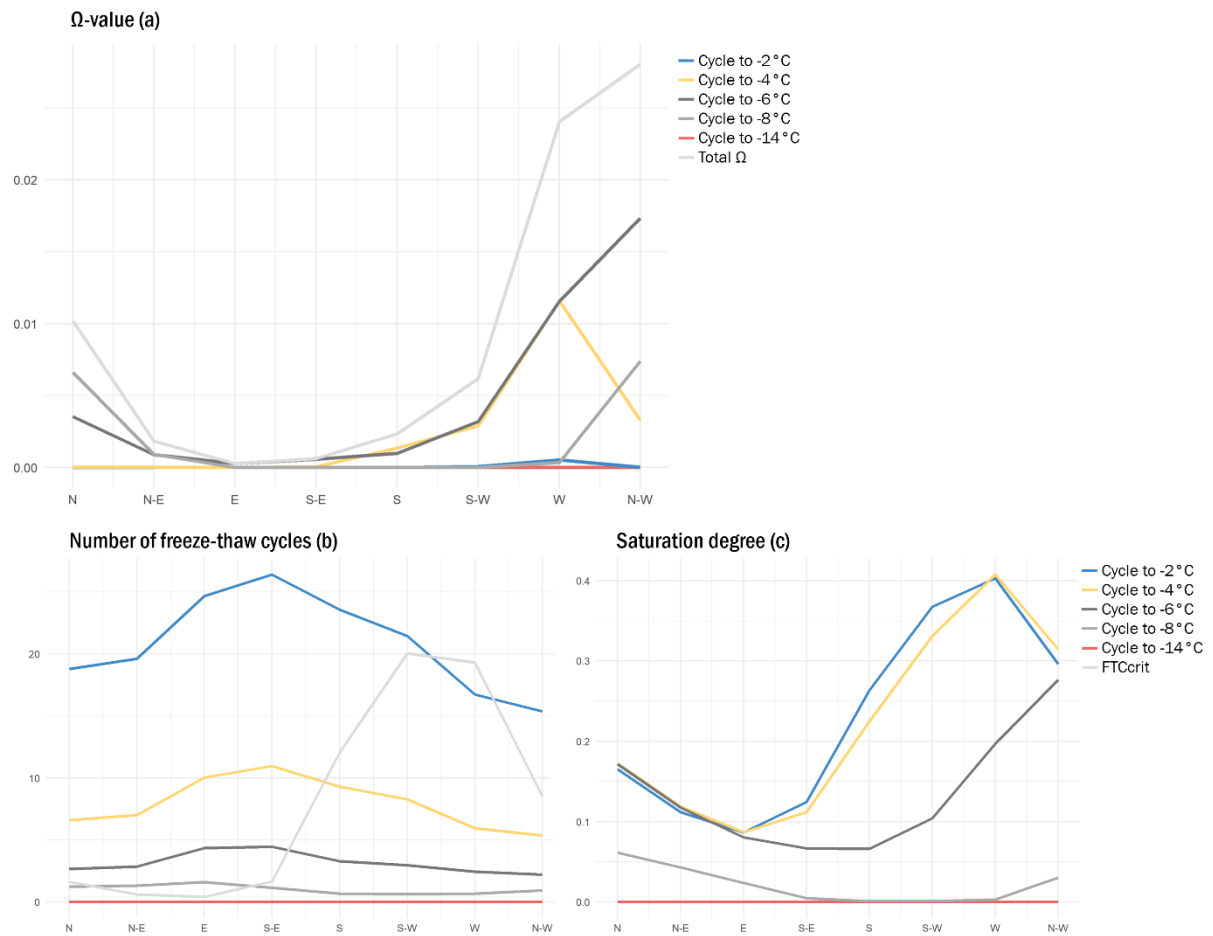 Ω-value (a)
Cycle to -2°C
Cycle to -4°C
Cycle to -6°C
Cycle to -8°C
Cycle to -14°C
Total Ω
0.02
0.01
0.00
N N-E E S-E S S-W W N-W
Number of freeze-thaw cycles (b)
20
10
0
N N-E E S-E S S-W W N-W
Saturation degree (c)
Cycle to -2°C
Cycle to -4°C
Cycle to -6°C
Cycle to -8°C
Cycle to -14°C
FTCcrit
0.4
0.3
0.2
0.1
0.0
N N-E E S-E S S-W W N-W